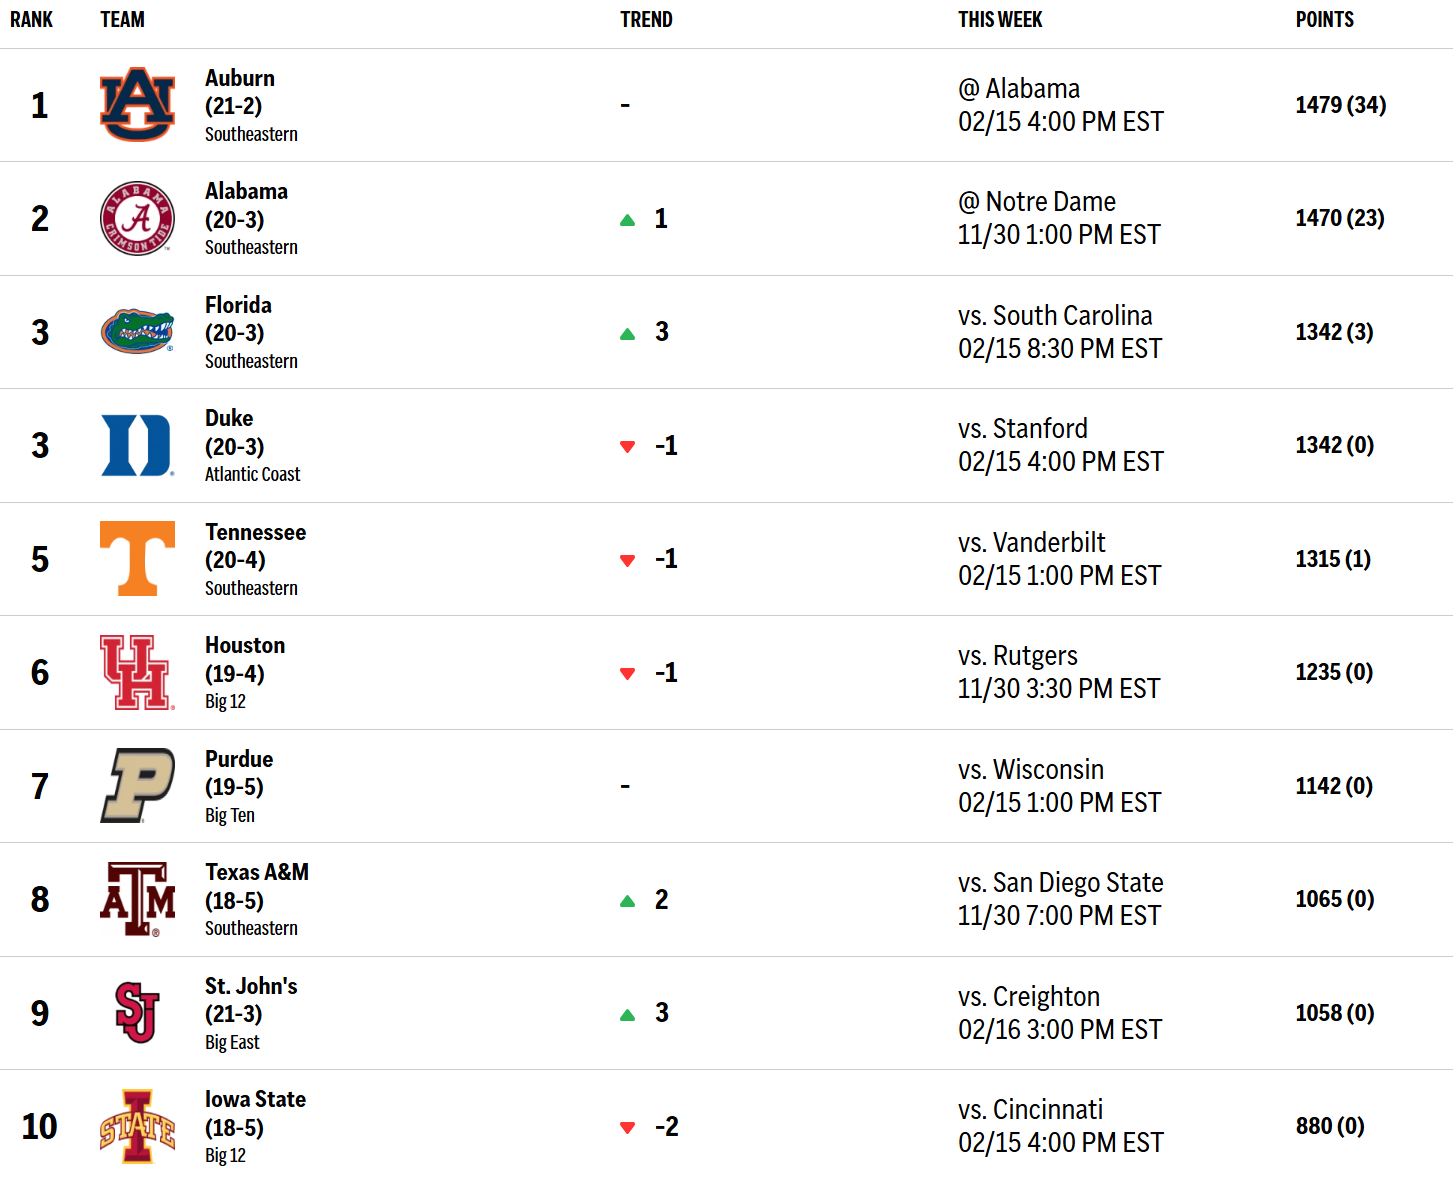 RANK TEAM TREND THIS WEEK POINTS
1
Auburn
(21-2)
Southeastern
-
@ Alabama
02/15 4:00 PM EST
1479 (34)
2
ALABAMA
A
CRIMSON TIDE
Alabama
(20-3)
Southeastern
1
@ Notre Dame
11/30 1:00 PM EST
1470 (23)
3
Florida
(20-3)
Southeastern
3
vs. South Carolina
02/15 8:30 PM EST
1342 (3)
3
D
Duke
(20-3)
Atlantic Coast
-1
vs. Stanford
02/15 4:00 PM EST
1342 (0)
5
T
Tennessee
(20-4)
Southeastern
-1
vs. Vanderbilt
02/15 1:00 PM EST
1315 (1)
6
UH
Houston
(19-4)
Big 12
-1
vs. Rutgers
11/30 3:30 PM EST
1235 (0)
7
P
Purdue
(19-5)
Big Ten
-
vs. Wisconsin
02/15 1:00 PM EST
1142 (0)
8
ATM
Texas A&M
(18-5)
Southeastern
2
vs. San Diego State
11/30 7:00 PM EST
1065 (0)
9
SJ
St. John's
(21-3)
Big East
3
vs. Creighton
02/16 3:00 PM EST
1058 (0)
10
I
STATE
Iowa State
(18-5)
Big 12
-2
vs. Cincinnati
02/15 4:00 PM EST
880 (0)